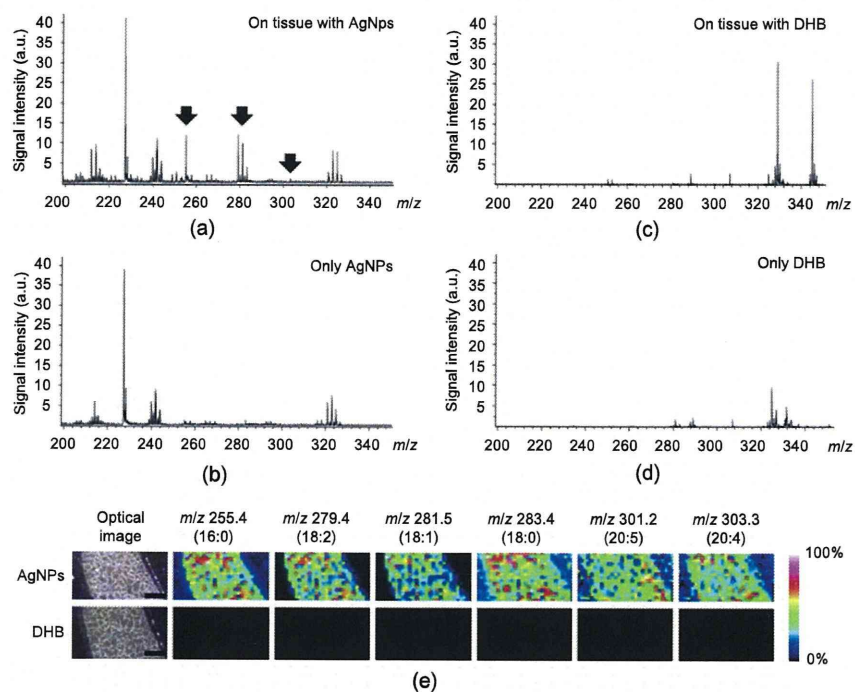 On tissue with AgNps
Signal intensity (a.u.)
40
35
30
25
20
15
10
5
200 220 240 260 280 300 320 340 m/z
(a)
On tissue with DHB
Signal intensity (a.u.)
40
35
30
25
20
15
10
5
200 220 240 260 280 300 320 340 m/z
(c)
Only AgNPs
Signal intensity (a.u.)
40
35
30
25
20
15
10
5
200 220 240 260 280 300 320 340 m/z
(b)
Only DHB
Signal intensity (a.u.)
40
35
30
25
20
15
10
5
200 220 240 260 280 300 320 340 m/z
(d)
Optical
image
m/z 255.4
(16:0)
m/z 279.4
(18:2)
m/z 281.5
(18:1)
m/z 283.4
(18:0)
m/z 301.2
(20:5)
m/z 303.3
(20:4)
AgNPs
DHB
100%
0%
(e)